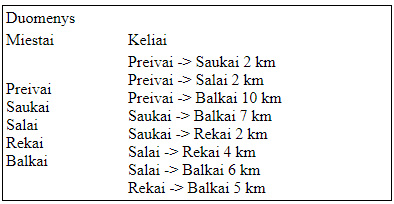 Duomenys
Miestai Keliai
Preivai
Saukai
Salai
Rekai
Balkai
Preivai -> Saukai 2 km
Preivai -> Salai 2 km
Preivai -> Balkai 10 km
Saukai -> Balkai 7 km
Saukai -> Rekai 2 km
Salai -> Rekai 4 km
Salai -> Balkai 6 km
Rekai -> Balkai 5 km